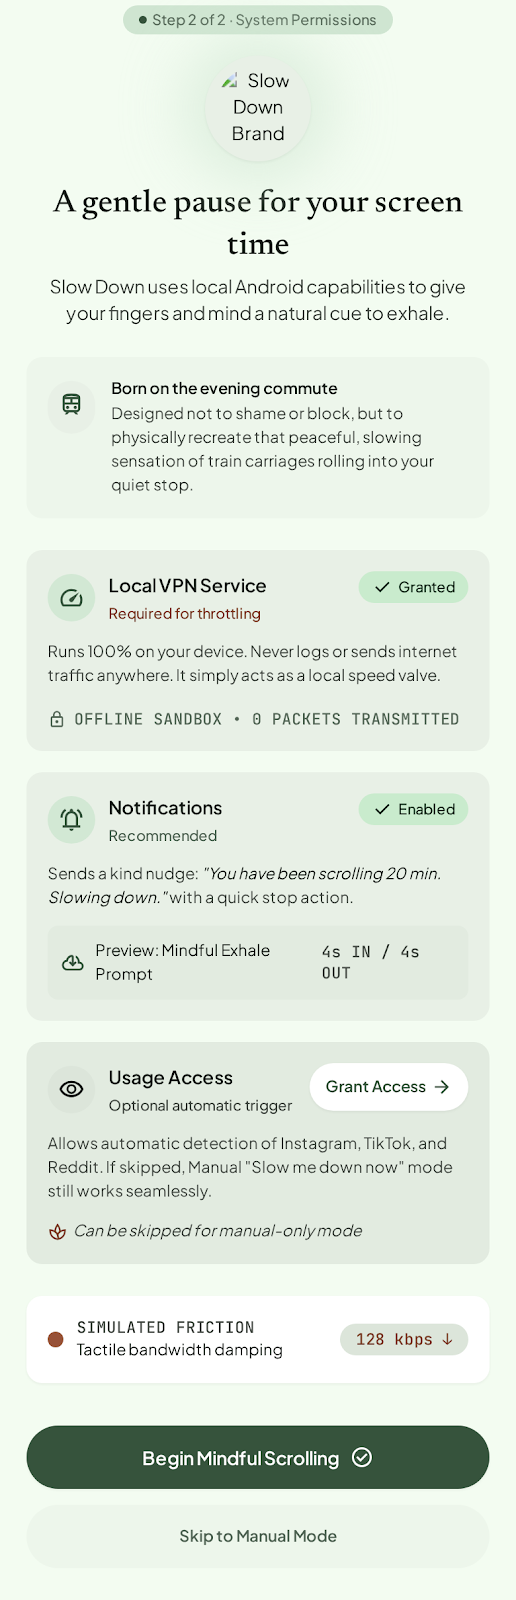 Step 2 of 2 · System Permissions
Slow
Down
Brand
A gentle pause for your screen
time
Slow Down uses local Android capabilities to give
your fingers and mind a natural cue to exhale.
Born on the evening commute
Designed not to shame or block, but to
physically recreate that peaceful, slowing
sensation of train carriages rolling into your
quiet stop.
Local VPN Service
Granted
Required for throttling
Runs 100% on your device. Never logs or sends internet
traffic anywhere. It simply acts as a local speed valve.
OFFLINE SANDBOX • 0 PACKETS TRANSMITTED
Notifications
Enabled
Recommended
Sends a kind nudge: "You have been scrolling 20 min.
Slowing down." with a quick stop action.
Preview: Mindful Exhale
Prompt
4s IN / 4s
OUT
Usage Access
Optional automatic trigger
Grant Access →
Allows automatic detection of Instagram, TikTok, and
Reddit. If skipped, Manual "Slow me down now" mode
still works seamlessly.
Can be skipped for manual-only mode
SIMULATED FRICTION
Tactile bandwidth damping
128 kbps ↓
Begin Mindful Scrolling
Skip to Manual Mode